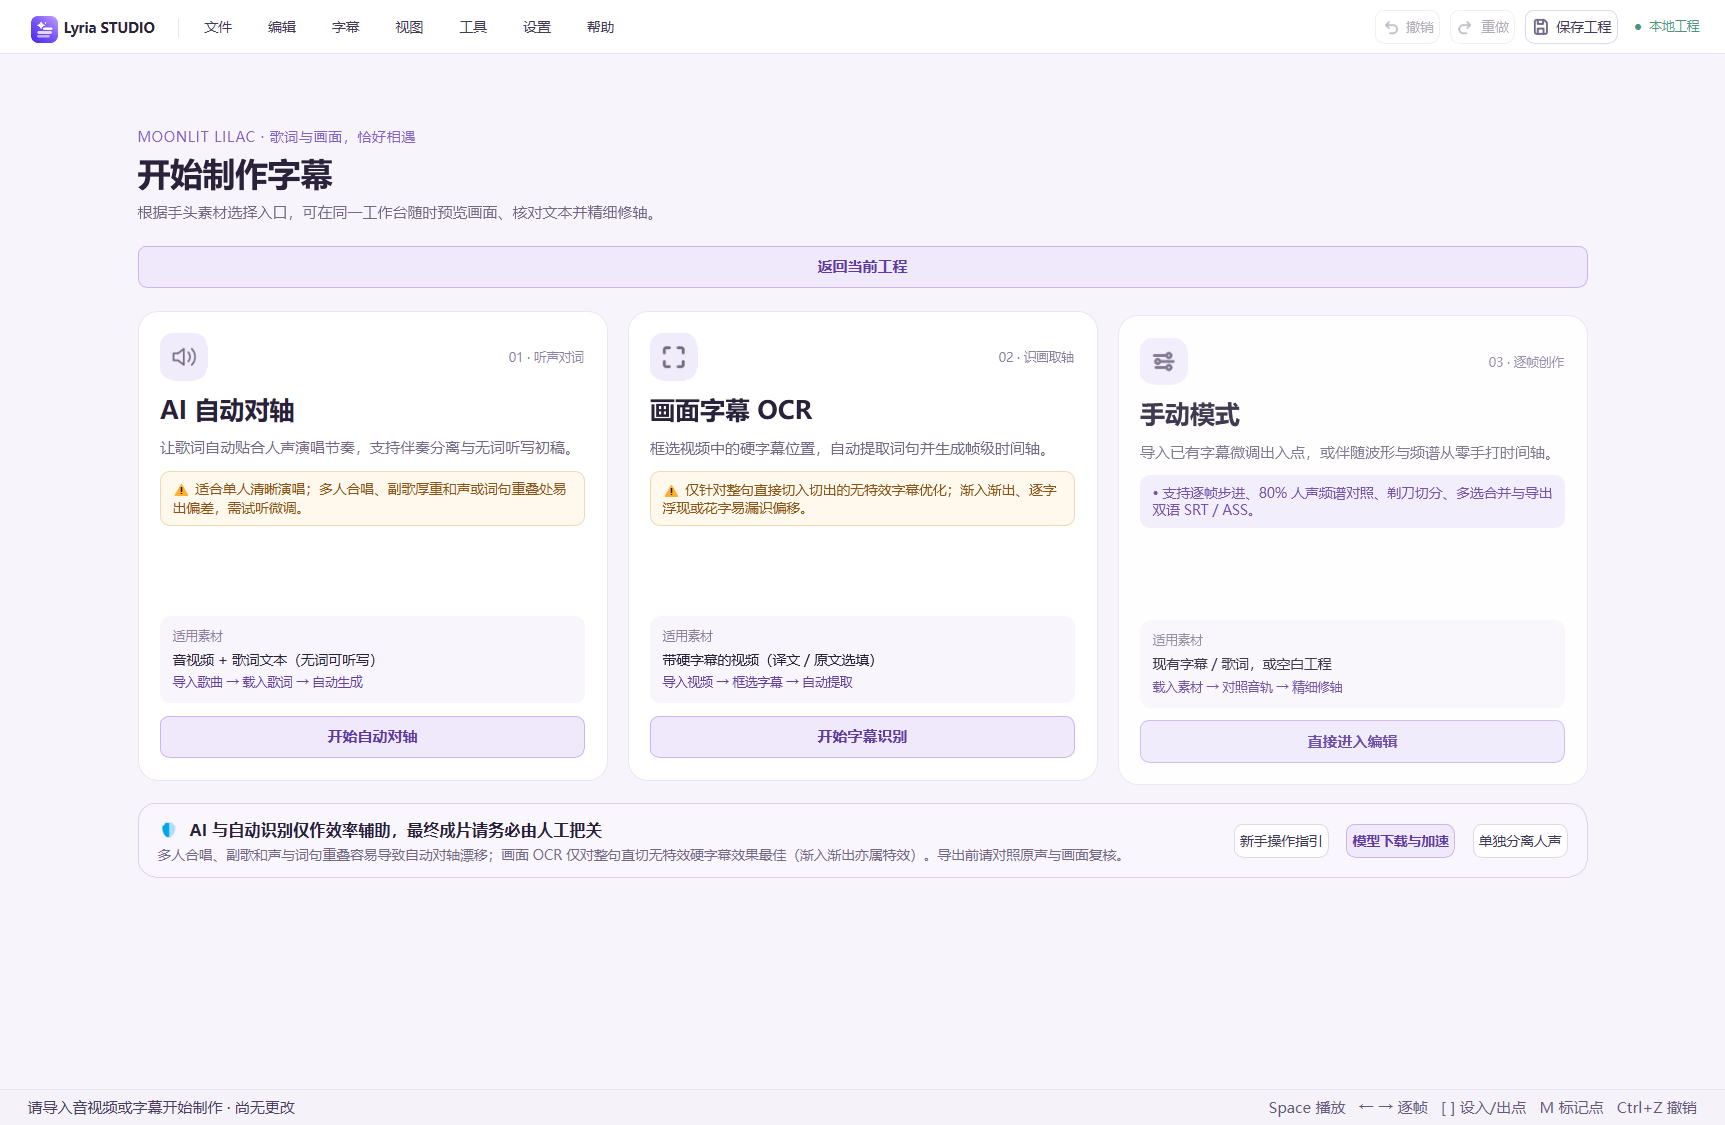 Lyria STUDIO 文件 编辑 字幕 视图 工具 设置 帮助 撤销 重做 保存工程 本地工程
MOONLIT LILAC · 歌词与画面，恰好相遇
开始制作字幕
根据手头素材选择入口，可在同一工作台随时预览画面、核对文本并精细修轴。
返回当前工程
01 · 听声对词
AI 自动对轴
让歌词自动贴合人声演唱节奏，支持伴奏分离与无词听写初稿。
适合单人清晰演唱；多人合唱、副歌厚重和声或词句重叠处易
出偏差，需试听微调。
适用素材
音视频 + 歌词文本（无词可听写）
导入歌曲 → 载入歌词 → 自动生成
开始自动对轴
02 · 识画取轴
画面字幕 OCR
框选视频中的硬字幕位置，自动提取词句并生成帧级时间轴。
仅针对整句直接切入切出的无特效字幕优化；渐入渐出、逐字
浮现或花字易漏识偏移。
适用素材
带硬字幕的视频（译文 / 原文选填）
导入视频 → 框选字幕 → 自动提取
开始字幕识别
03 · 逐帧创作
手动模式
导入已有字幕微调出入点，或伴随波形与频谱从零手打时间轴。
• 支持逐帧步进、80% 人声频谱对照、剃刀切分、多选合并与导出
双语 SRT / ASS。
适用素材
现有字幕 / 歌词，或空白工程
载入素材 → 对照音轨 → 精细修轴
直接进入编辑
AI 与自动识别仅作效率辅助，最终成片请务必由人工把关
多人合唱、副歌和声与词句重叠容易导致自动对轴漂移；画面 OCR 仅对整句直切无特效硬字幕效果最佳（渐入渐出亦属特效）。导出前请对照原声与画面复核。
新手操作指引 模型下载与加速 单独分离人声
请导入音视频或字幕开始制作 · 尚无更改
Space 播放 ← → 逐帧 [ ] 设入/出点 M 标记点 Ctrl+Z 撤销